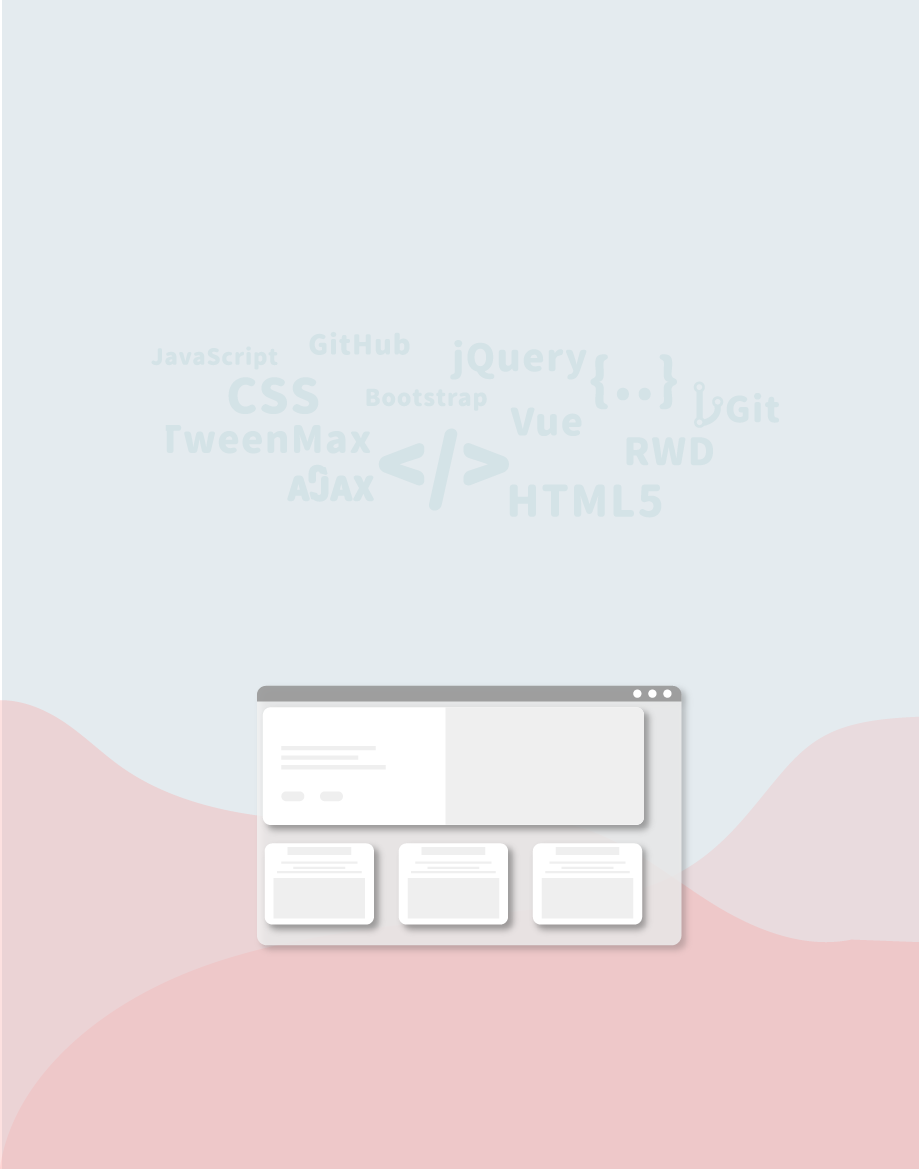 JavaScript
GitHub
jQuery
{..}
CSS
Bootstrap
Git
Vue
TweenMax
RWD
</>
AJAX
HTML5